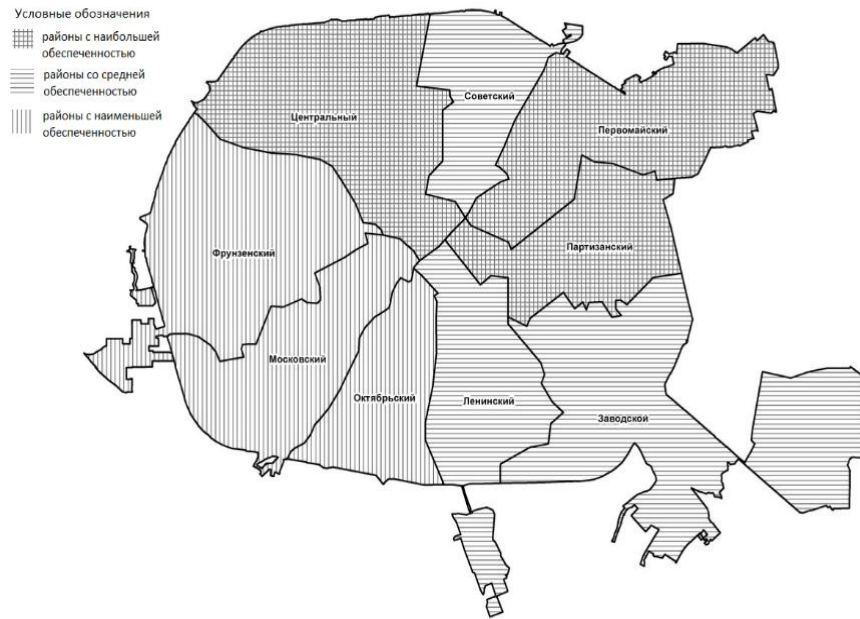 Условные обозначения
районы с наибольшей
обеспеченностью
районы со средней
обеспеченностью
районы с наименьшей
обеспеченностью
Советский
Центральный
Первомайский
Партизанский
Фрунзенский
Московский
Октябрьский
Ленинский
Заводской